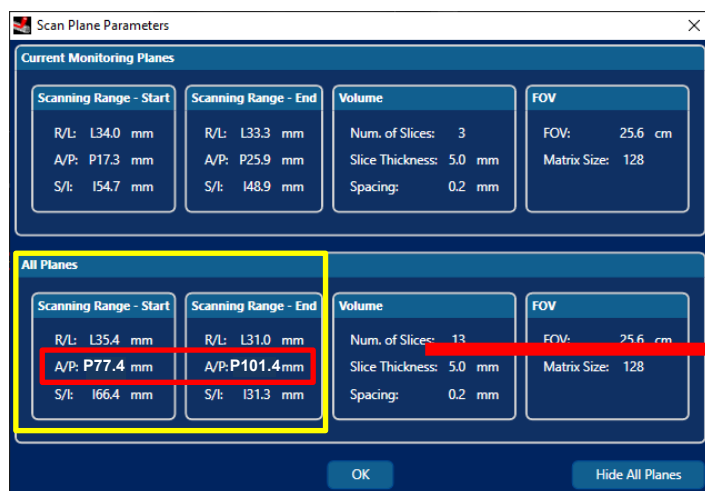 Scan Plane Parameters
Current Monitoring Planes
Scanning Range - Start Scanning Range - End Volume FOV
R/L: L34.0 mm R/L: L33.3 mm Num. of Slices: 3 FOV: 25.6 cm
A/P: P17.3 mm A/P: P25.9 mm Slice Thickness: 5.0 mm Matrix Size: 128
S/I: I54.7 mm S/I: I48.9 mm Spacing: 0.2 mm
All Planes
Scanning Range - Start Scanning Range - End Volume FOV
R/L: L35.4 mm R/L: L31.0 mm Num. of Slices: 13 FOV: 25.6 cm
A/P: P77.4 mm A/P: P101.4 mm Slice Thickness: 5.0 mm Matrix Size: 128
S/I: I66.4 mm S/I: I31.3 mm Spacing: 0.2 mm
OK Hide All Planes